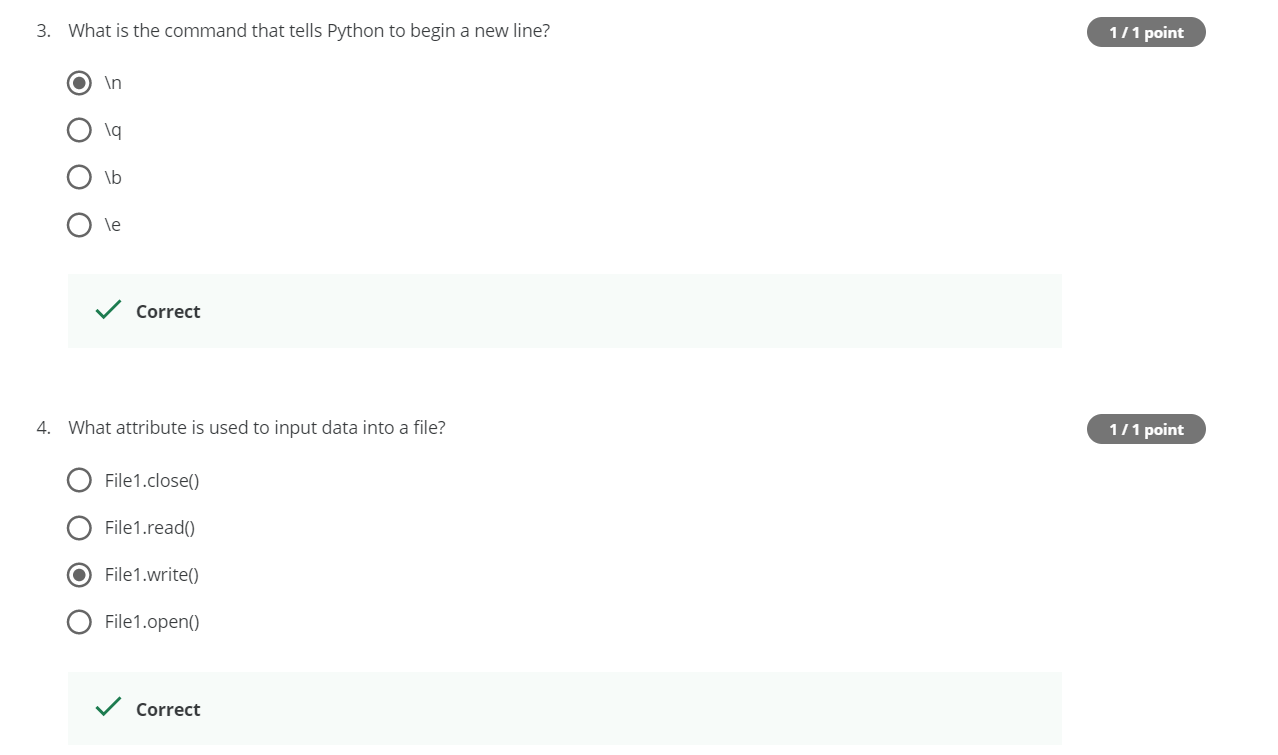 3. What is the command that tells Python to begin a new line?
1 / 1 point
\n
\q
\b
\e
Correct
4. What attribute is used to input data into a file?
1 / 1 point
File1.close()
File1.read()
File1.write()
File1.open()
Correct